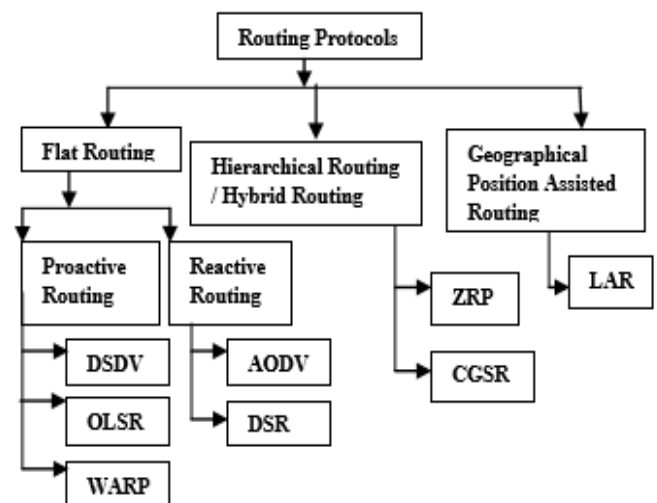 Routing Protocols
Flat Routing
Hierarchical Routing
/ Hybrid Routing
Geographical
Position Assisted
Routing
Proactive
Routing
Reactive
Routing
ZRP
LAR
DSDV
AODV
CGSR
OLSR
DSR
WARP